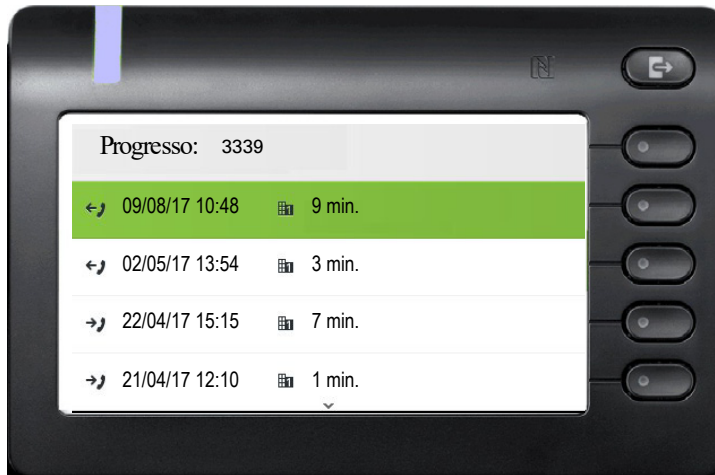 Progresso: 3339
09/08/17 10:48 9 min.
02/05/17 13:54 3 min.
22/04/17 15:15 7 min.
21/04/17 12:10 1 min.